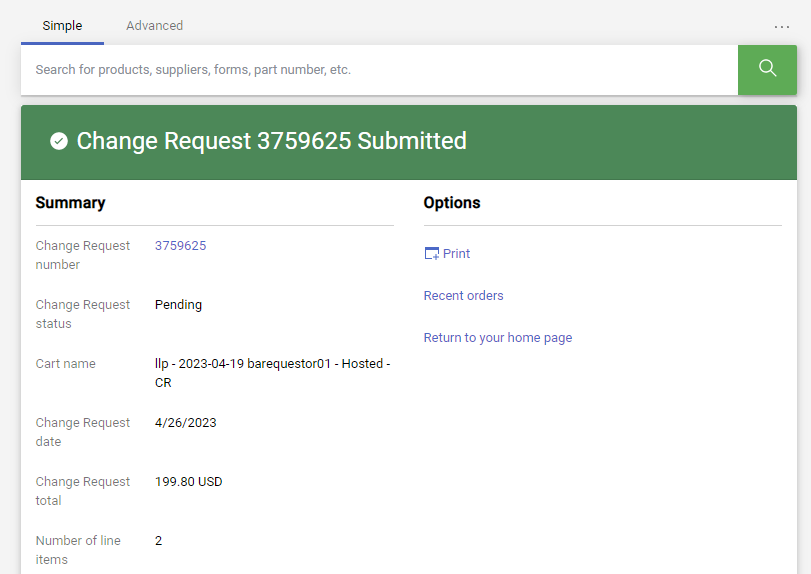 Simple
Advanced
...
Search for products, suppliers, forms, part number, etc.
Change Request 3759625 Submitted
Summary
Change Request number
3759625
Change Request status
Pending
Cart name
llp - 2023-04-19 barequestor01 - Hosted - CR
Change Request date
4/26/2023
Change Request total
199.80 USD
Number of line items
2
Options
Print
Recent orders
Return to your home page